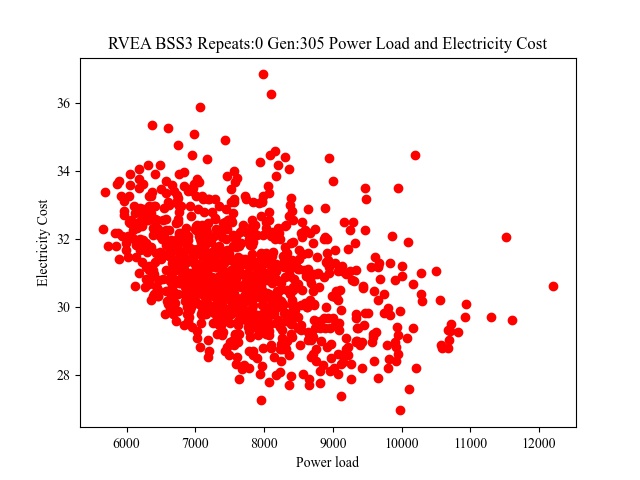 RVEA BSS3 Repeats:0 Gen:305 Power Load and Electricity Cost
36
34
32
30
28
Electricity Cost
6000 7000 8000 9000 10000 11000 12000
Power load